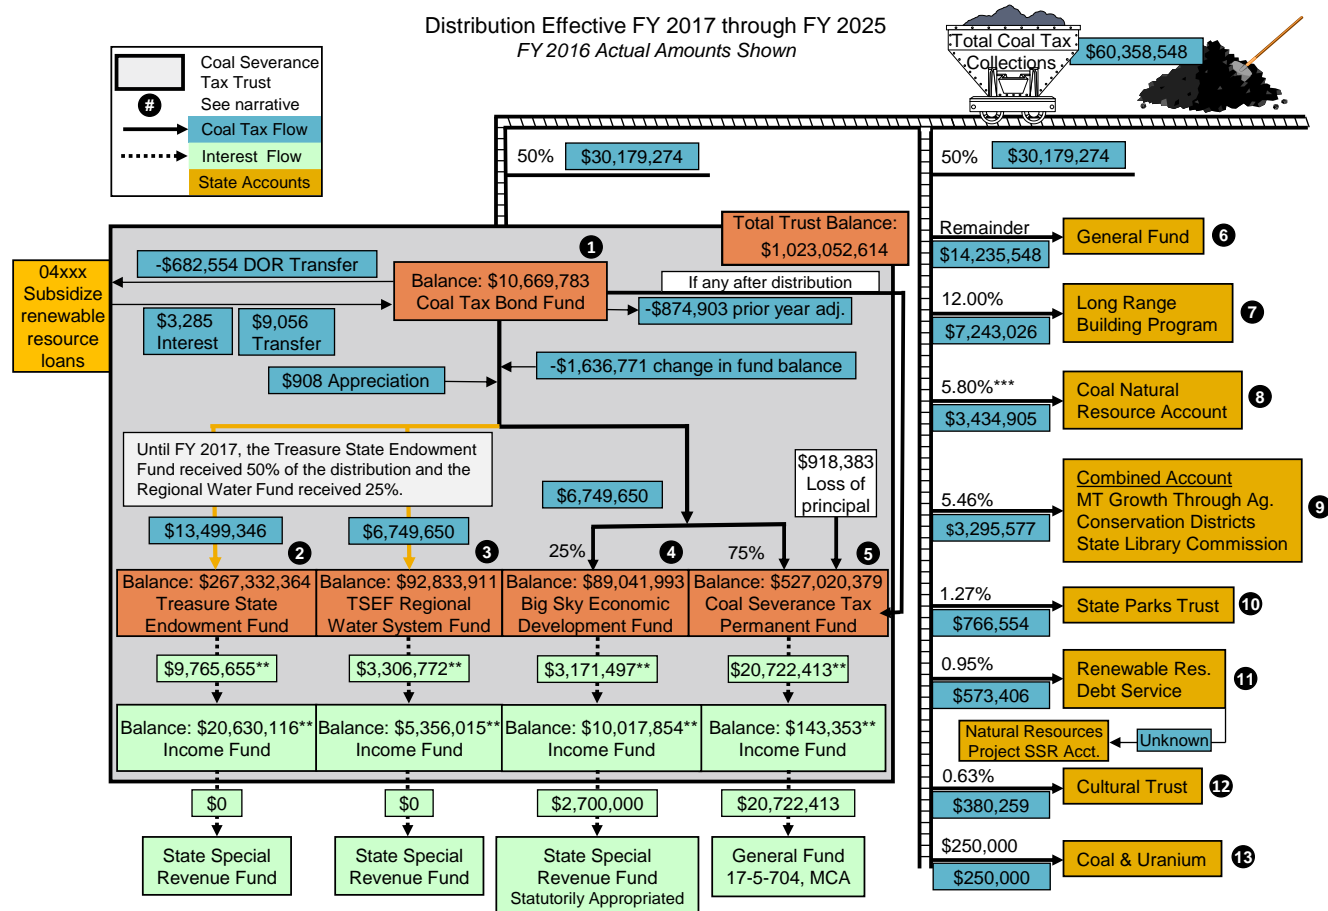 Distribution Effective FY 2017 through FY 2025
FY 2016 Actual Amounts Shown
Coal Severance
Tax Trust
#
See narrative
Coal Tax Flow
Interest Flow
State Accounts
Total Coal Tax
Collections
$60,358,548
50%
$30,179,274
50%
$30,179,274
Total Trust Balance:
$1,023,052,614
04xxx
Subsidize
renewable
resource
loans
-$682,554 DOR Transfer
1
Balance: $10,669,783
Coal Tax Bond Fund
If any after distribution
-$874,903 prior year adj.
$3,285
Interest
$9,056
Transfer
-$1,636,771 change in fund balance
$908 Appreciation
Until FY 2017, the Treasure State Endowment
Fund received 50% of the distribution and the
Regional Water Fund received 25%.
$6,749,650
$918,383
Loss of
principal
$13,499,346
$6,749,650
2
3
25%
4
75%
5
Balance: $267,332,364
Treasure State
Endowment Fund
Balance: $92,833,911
TSEF Regional
Water System Fund
Balance: $89,041,993
Big Sky Economic
Development Fund
Balance: $527,020,379
Coal Severance Tax
Permanent Fund
$9,765,655**
$3,306,772**
$3,171,497**
$20,722,413**
Balance: $20,630,116**
Income Fund
Balance: $5,356,015**
Income Fund
Balance: $10,017,854**
Income Fund
Balance: $143,353**
Income Fund
$0
$0
$2,700,000
$20,722,413
State Special
Revenue Fund
State Special
Revenue Fund
State Special
Revenue Fund
Statutorily Appropriated
General Fund
17-5-704, MCA
Remainder
$14,235,548
General Fund
6
12.00%
$7,243,026
Long Range
Building Program
7
5.80%***
$3,434,905
Coal Natural
Resource Account
8
5.46%
$3,295,577
Combined Account
MT Growth Through Ag.
Conservation Districts
State Library Commission
9
1.27%
$766,554
State Parks Trust
10
0.95%
$573,406
Renewable Res.
Debt Service
11
Natural Resources
Project SSR Acct.
Unknown
0.63%
$380,259
Cultural Trust
12
$250,000
$250,000
Coal & Uranium
13